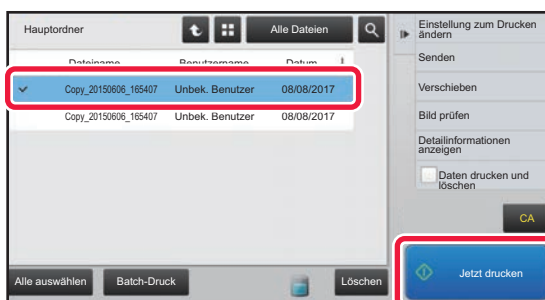 Hauptordner
Alle Dateien
Einstellung zum Drucken
ändern
Senden
Verschieben
Bild prüfen
Detailinformationen
anzeigen
Daten drucken und
löschen
CA
Jetzt drucken
Dateiname Benutzername Datum
Copy_20150606_165407 Unbek. Benutzer 08/08/2017
Copy_20150606_165407 Unbek. Benutzer 08/08/2017
Alle auswählen Batch-Druck Löschen